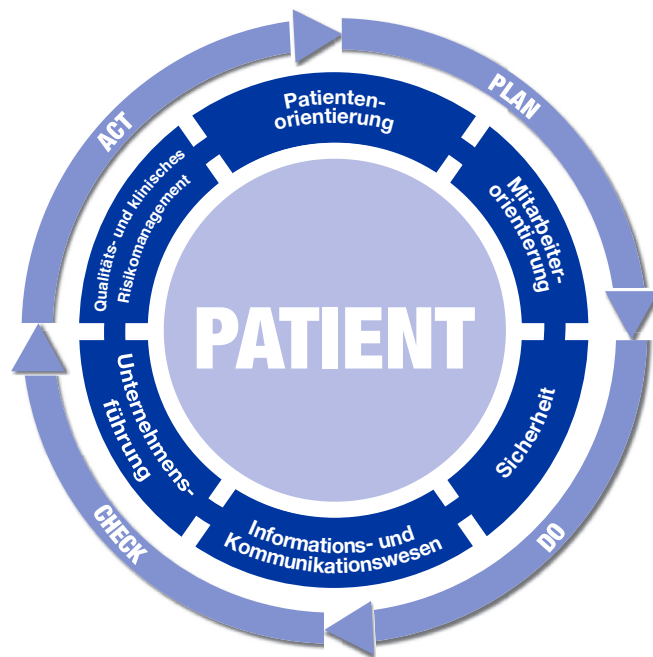 PLAN
DO
CHECK
ACT
Patienten-
orientierung
Mitarbeiter-
orientierung
Sicherheit
Informations- und
Kommunikationswesen
Unternehmens-
führung
Qualitäts- und klinisches
Risikomanagement
PATIENT